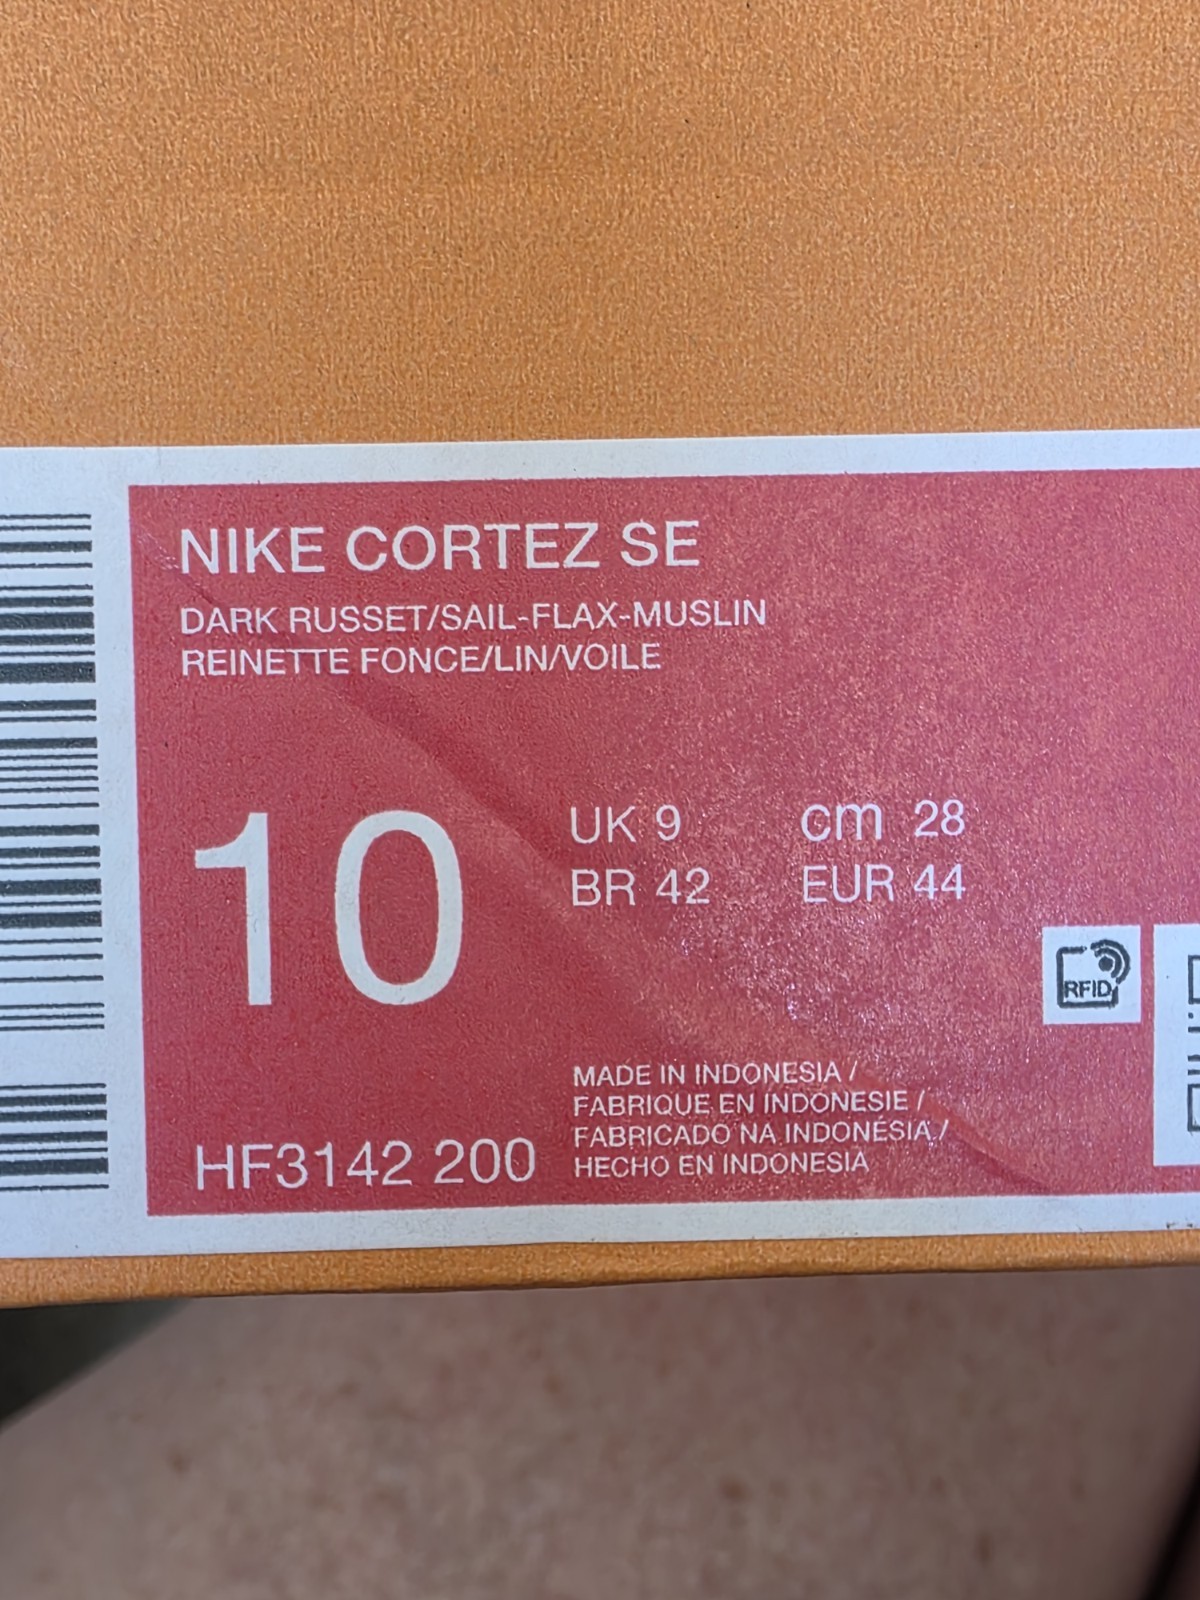 NIKE CORTEZ SE
DARK RUSSET/SAIL-FLAX-MUSLIN
REINETTE FONCE/LIN/VOILE
10
UK 9 cm 28
BR 42 EUR 44
RFID
MADE IN INDONESIA /
FABRIQUE EN INDONESIE /
FABRICADO NA INDONÉSIA /
HECHO EN INDONESIA
HF3142 200